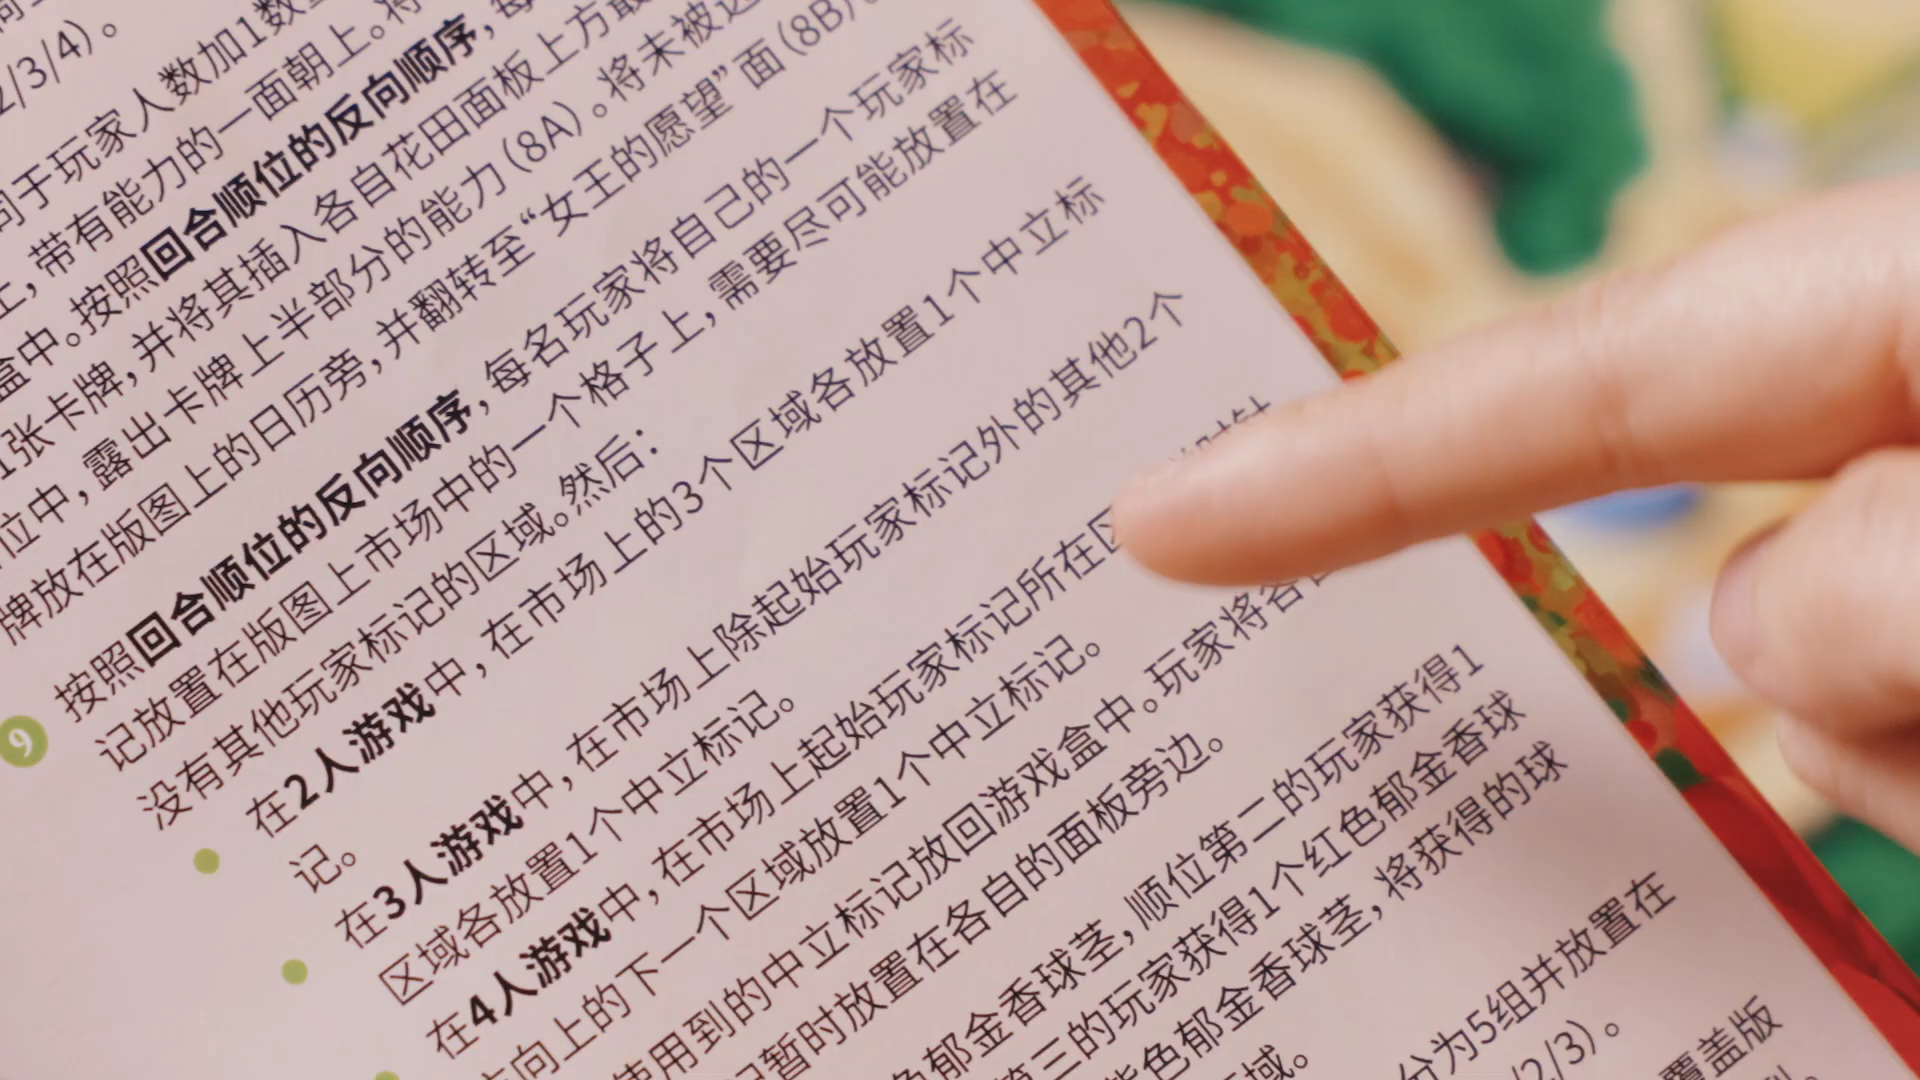 2/3/4）。
同于玩家人数加1数
上，带有能力的一面朝上。将
盒中。按照回合顺位的反向顺序，每
1张卡牌，并将其插入各自花田面板上方最
位中，露出卡牌上半部分的能力（8A）。将未被选
牌放在版图上的日历旁，并翻转至“女王的愿望”面（8B）。
9
按照回合顺位的反向顺序，每名玩家将自己的一个玩家标
记放置在版图上市场中的一个格子上，需要尽可能放置在
没有其他玩家标记的区域。然后：
在2人游戏中，在市场上的3个区域各放置1个中立标
记。
在3人游戏中，在市场上除起始玩家标记外的其他2个
区域各放置1个中立标记。
在4人游戏中，在市场上起始玩家标记所在区
方向上的下一个区域放置1个中立标记。
使用到的中立标记放回游戏盒中。玩家将各自
记暂时放置在各自的面板旁边。
色郁金香球茎，顺位第二的玩家获得1
第三的玩家获得1个红色郁金香球
色郁金香球茎，将获得的球
域。
分为5组并放置在
/2/3）。
覆盖版